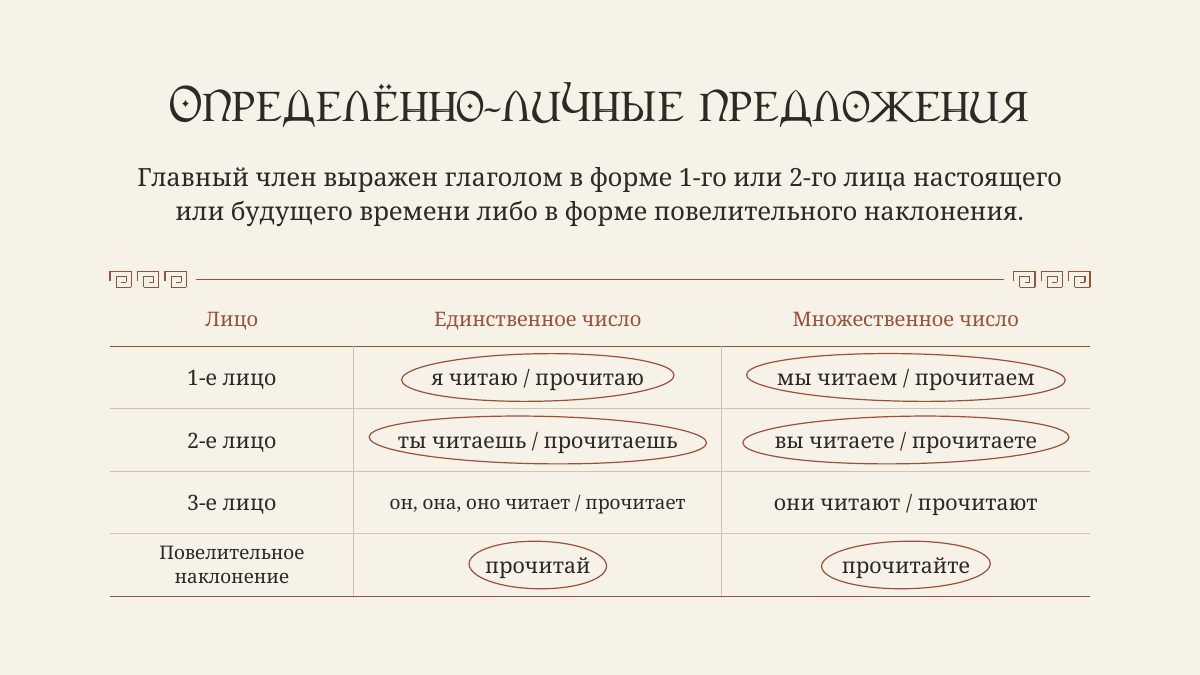 Определённо-личные предложения
Главный член выражен глаголом в форме 1-го или 2-го лица настоящего
или будущего времени либо в форме повелительного наклонения.
Лицо Единственное число Множественное число
1-е лицо я читаю / прочитаю мы читаем / прочитаем
2-е лицо ты читаешь / прочитаешь вы читаете / прочитаете
3-е лицо он, она, оно читает / прочитает они читают / прочитают
Повелительное
наклонение прочитай прочитайте